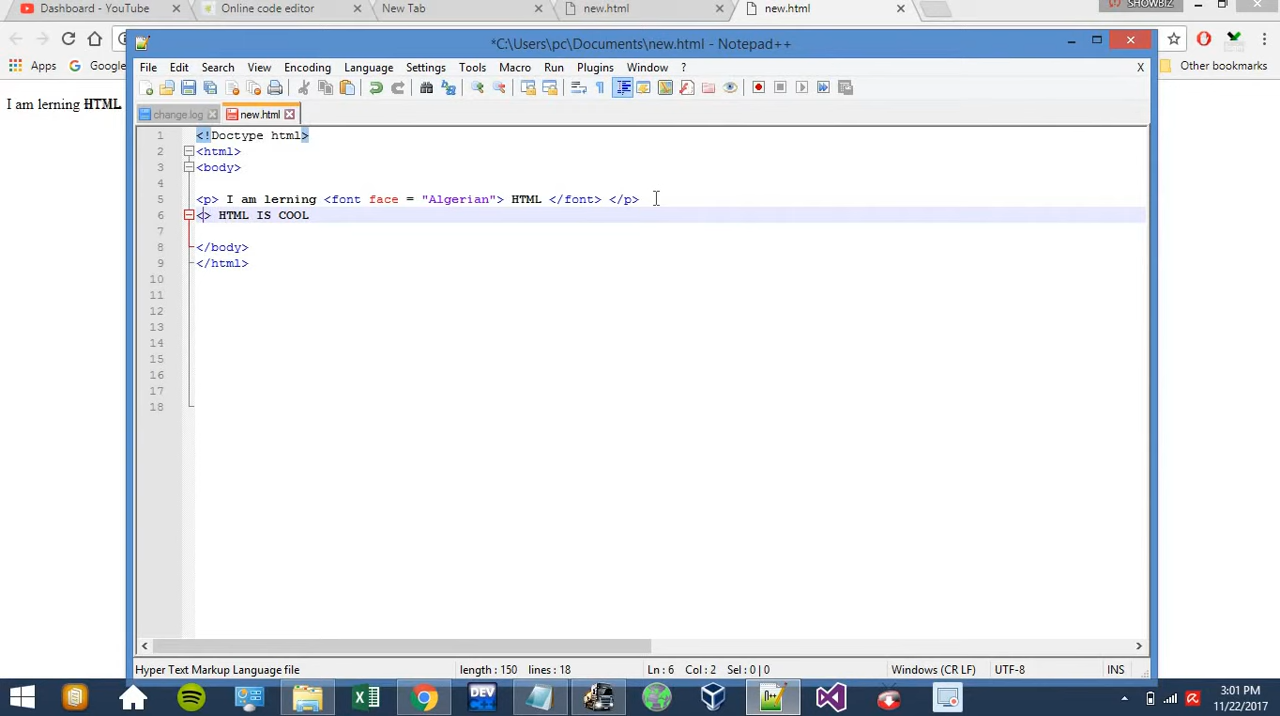 Dashboard - YouTube
Online code editor
New Tab
new.html
new.html
SHOWBIZ
*C:\Users\pc\Documents\new.html - Notepad++
Apps
Google
Other bookmarks
File Edit Search View Encoding Language Settings Tools Macro Run Plugins Window ? X
I am lerning HTML
change.log
new.html
1 <!Doctype html>
2 <html>
3 <body>
4
5 <p> I am lerning <font face = "Algerian"> HTML </font> </p>
6 <> HTML IS COOL
7
8 </body>
9 </html>
10
11
12
13
14
15
16
17
18
Hyper Text Markup Language file
length : 150 lines : 18
Ln : 6 Col : 2 Sel : 0 | 0
Windows (CR LF)
UTF-8
INS
DEV
3:01 PM
11/22/2017